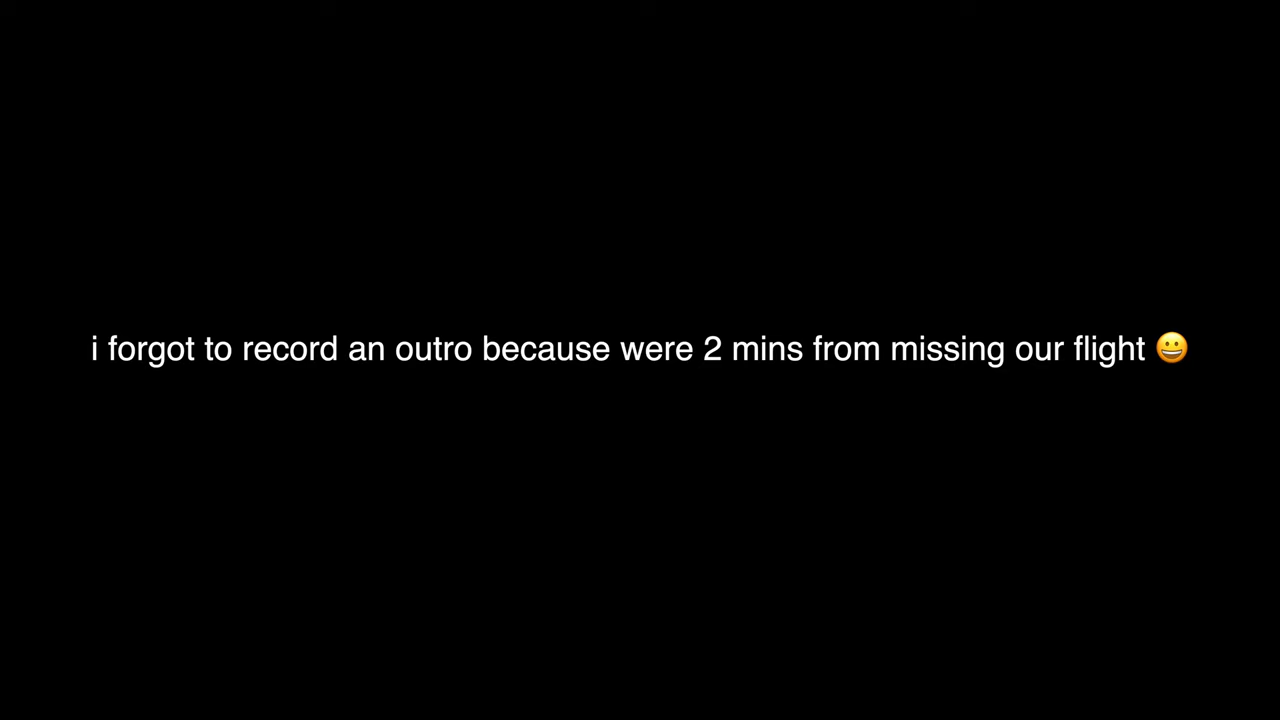 i forgot to record an outro because were 2 mins from missing our flight 😀